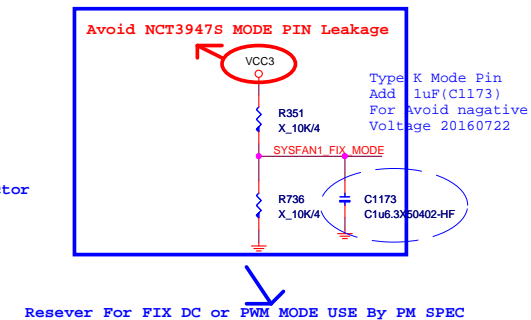 Avoid NCT3947S MODE PIN Leakage
VCC3
Type K Mode Pin
Add 1uF(C1173)
For Avoid nagative
Voltage 20160722
R351
X_10K/4
SYSFAN1_FIX_MODE
R736
X_10K/4
C1173
C1u6.3X50402-HF
ctor
Resever For FIX DC or PWM MODE USE By PM SPEC